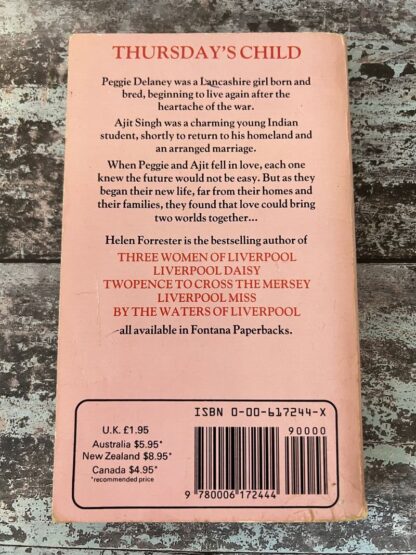 THURSDAY'S CHILD
Peggie Delaney was a Lancashire girl born and
bred, beginning to live again after the
heartache of the war.
Ajit Singh was a charming young Indian
student, shortly to return to his homeland and
an arranged marriage.
When Peggie and Ajit fell in love, each one
knew the future would not be easy. But as they
began their new life, far from their homes and
their families, they found that love could bring
two worlds together...
Helen Forrester is the bestselling author of
THREE WOMEN OF LIVERPOOL
LIVERPOOL DAISY
TWOPENCE TO CROSS THE MERSEY
LIVERPOOL MISS
BY THE WATERS OF LIVERPOOL
all available in Fontana Paperbacks.
ISBN 0-00-617244-X
U.K. £1.95
Australia $5.95*
New Zealand $8.95*
Canada $4.95*
*recommended price
90000
9 780006 172444